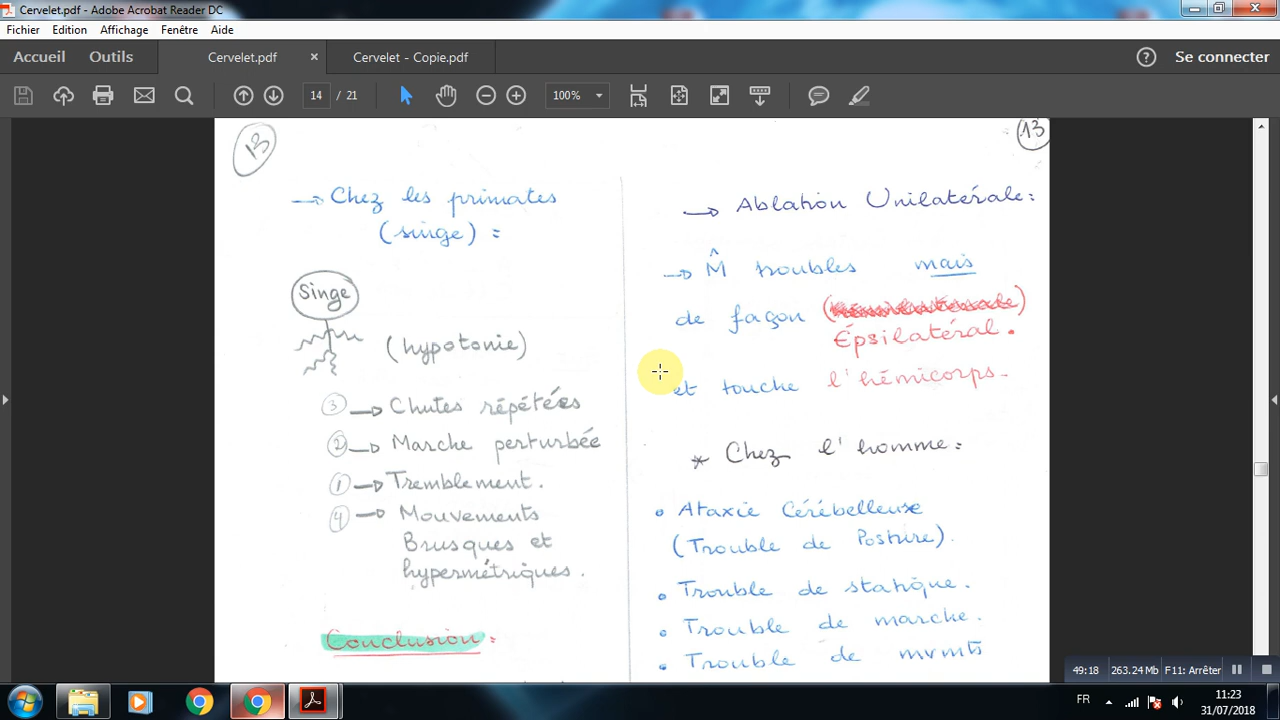 Cervelet.pdf - Adobe Acrobat Reader DC
Fichier Edition Affichage Fenêtre Aide
Accueil Outils Cervelet.pdf × Cervelet - Copie.pdf ? Se connecter
14 / 21 100%
13
→ Chez les primates
(singe) :
Singe
(hypotonie)
③ → Chutes répétées
② → Marche perturbée
① → Tremblement.
④ → Mouvements
Brusques et
hypermétriques.
Conclusion :
13
→ Ablation Unilatérale :
→ M̂ troubles mais
de façon
Épsilatéral.
et touche l'hémicorps.
* Chez l'homme :
• Ataxie Cérébelleuse
(Trouble de Posture).
• Trouble de statique.
• Trouble de marche.
• Trouble de mvmts
49:18 263.24 Mb F11: Arrêter
FR 11:23
31/07/2018